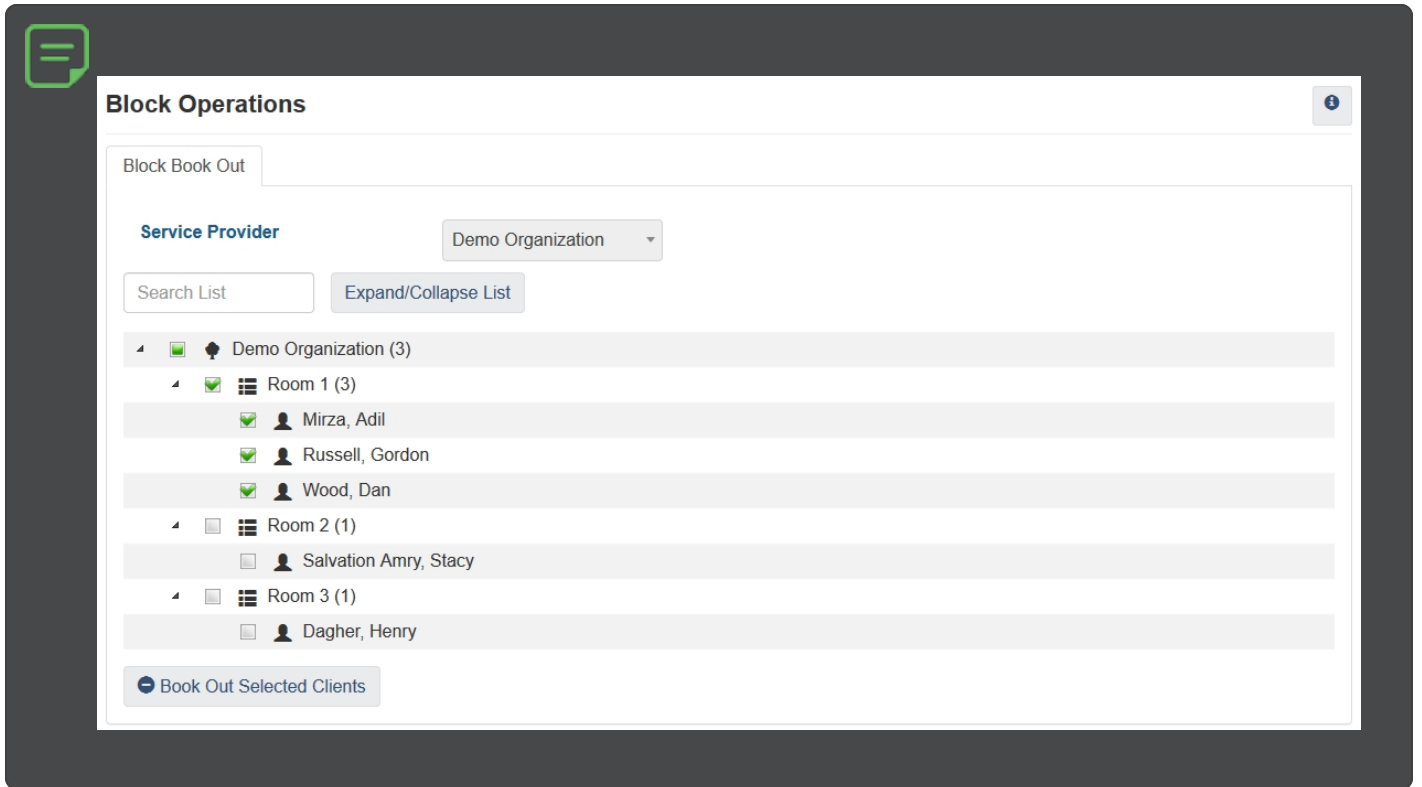 Block Operations
Block Book Out
Service Provider
Demo Organization
Search List
Expand/Collapse List
Demo Organization (3)
Room 1 (3)
Mirza, Adil
Russell, Gordon
Wood, Dan
Room 2 (1)
Salvation Amry, Stacy
Room 3 (1)
Dagher, Henry
Book Out Selected Clients